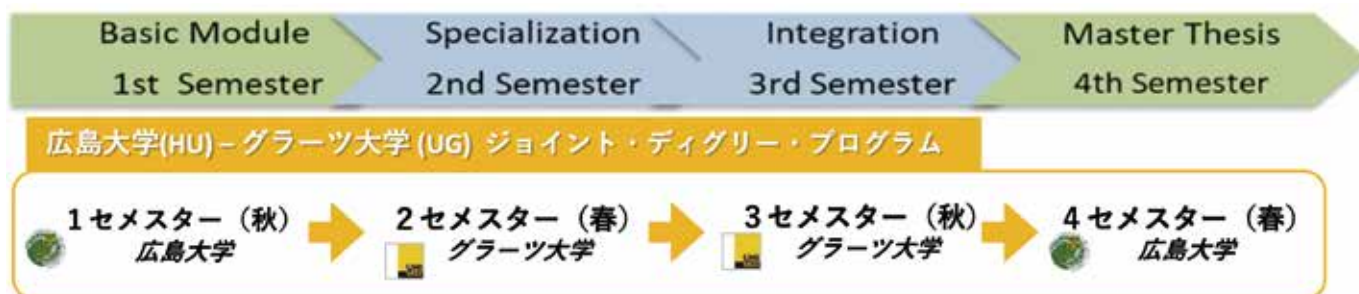 Basic Module
1st Semester
Specialization
2nd Semester
Integration
3rd Semester
Master Thesis
4th Semester
広島大学(HU) – グラーツ大学 (UG) ジョイント・ディグリー・プログラム
1セメスター（秋）
広島大学
2セメスター（春）
グラーツ大学
3セメスター（秋）
グラーツ大学
4セメスター（春）
広島大学